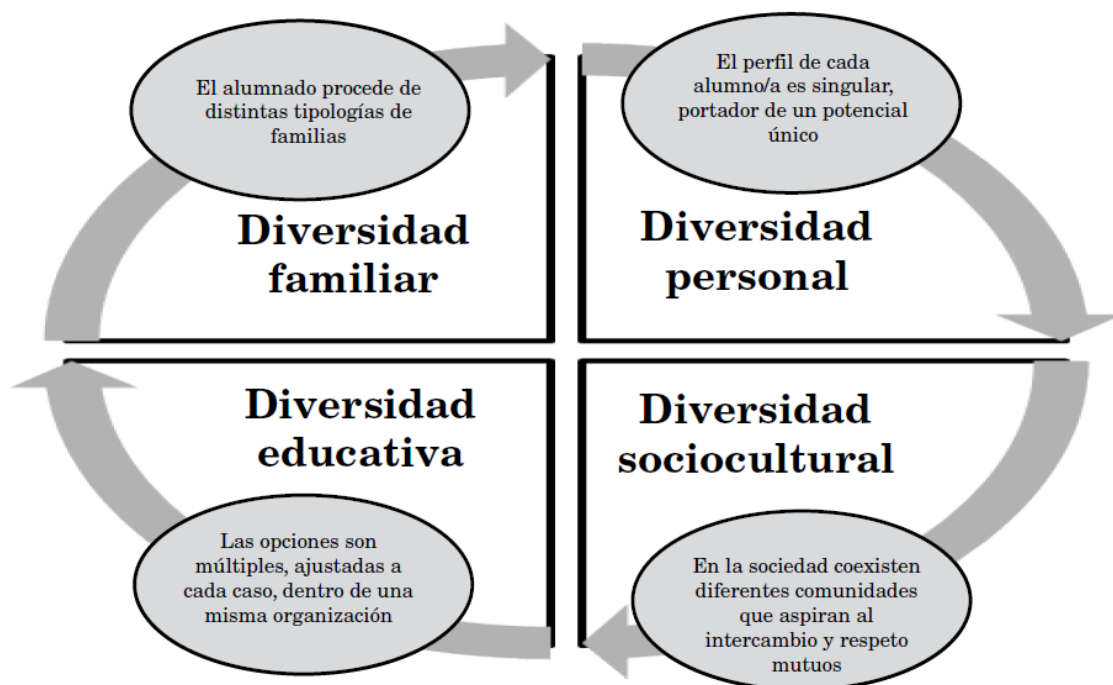 El alumnado procede de
distintas tipologías de
familias
Diversidad
familiar
El perfil de cada
alumno/a es singular,
portador de un potencial
único
Diversidad
personal
Diversidad
educativa
Las opciones son
múltiples, ajustadas a
cada caso, dentro de una
misma organización
Diversidad
sociocultural
En la sociedad coexisten
diferentes comunidades
que aspiran al
intercambio y respeto
mutuos